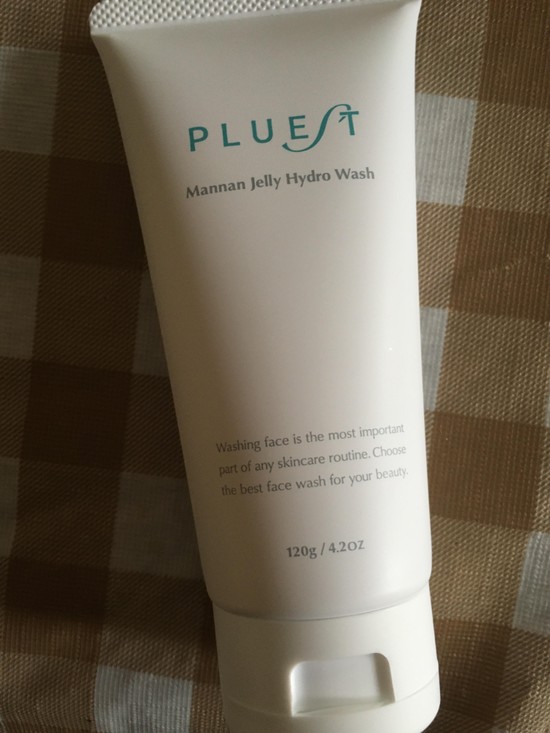 PLUEST
Mannan Jelly Hydro Wash
Washing face is the most important
part of any skincare routine. Choose
the best face wash for your beauty.
120g / 4.2OZ